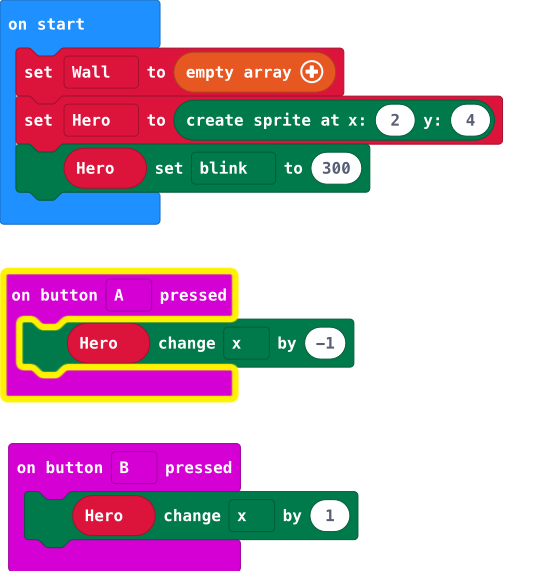 on start
set Wall to empty array
set Hero to create sprite at x: 2 y: 4
Hero set blink to 300
on button A pressed
Hero change x by −1
on button B pressed
Hero change x by 1